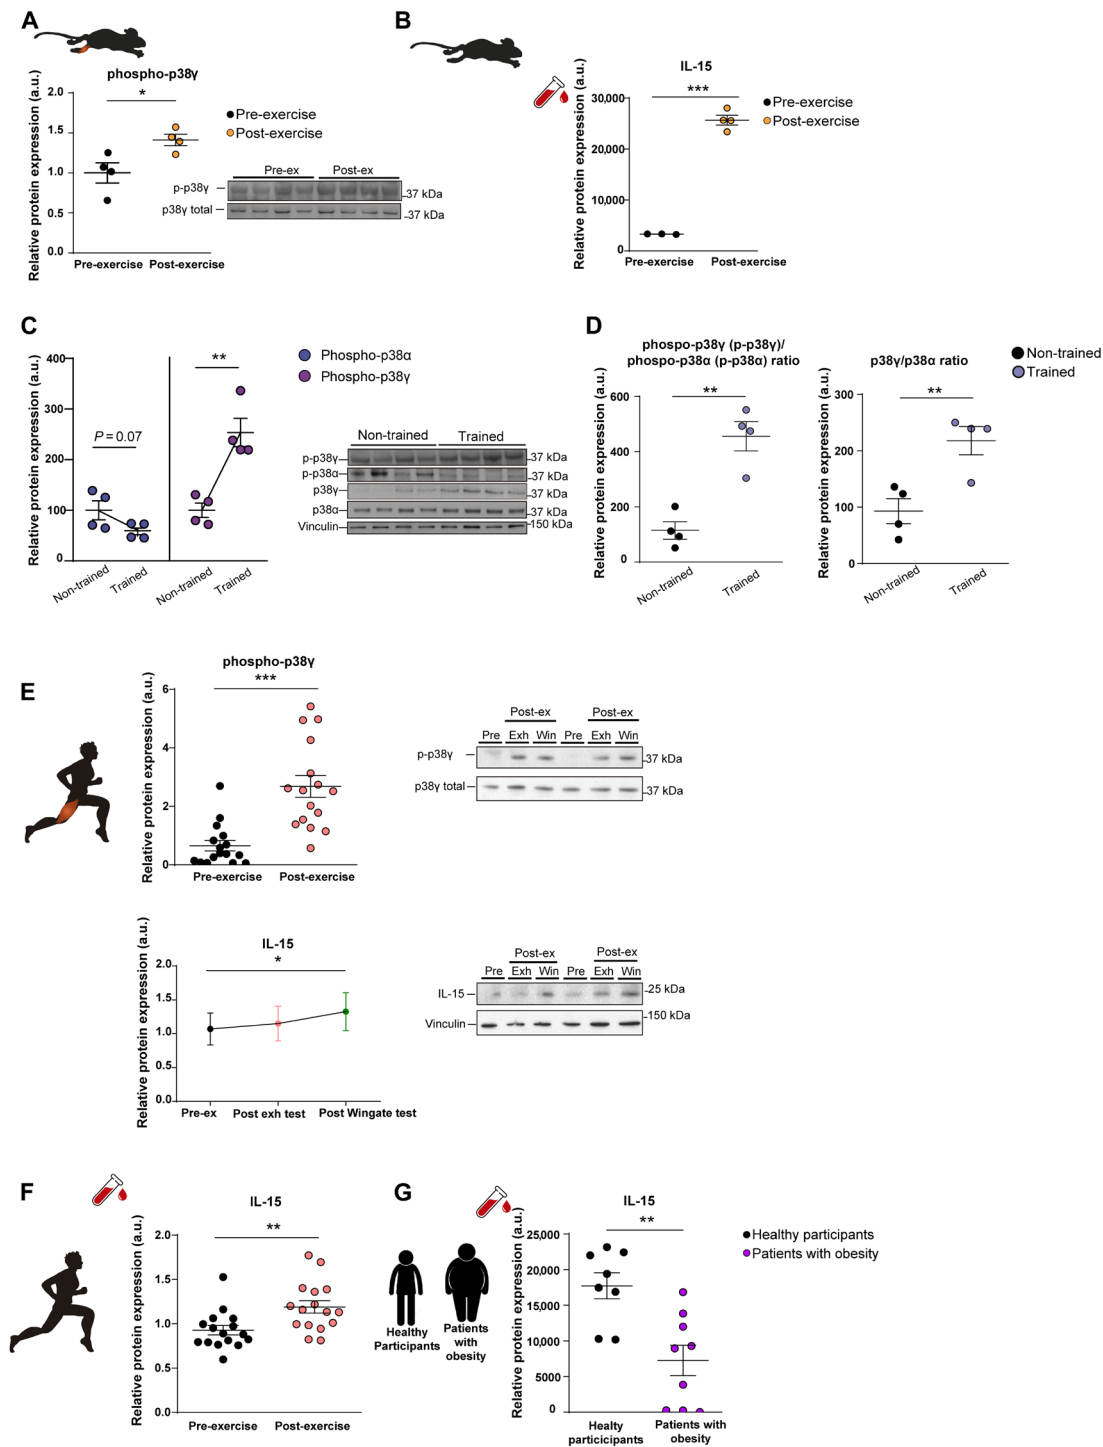 A
phospho-p38γ
*
Relative protein expression (a.u.)
2.0
1.5
1.0
0.5
0.0
Pre-exercise
Post-exercise
Pre-exercise
Post-exercise
Pre-ex
Post-ex
p-p38γ
37 kDa
p38γ total
37 kDa
B
IL-15
***
Relative protein expression (a.u.)
30,000
20,000
10,000
0
Pre-exercise
Post-exercise
Pre-exercise
Post-exercise
C
Relative protein expression (a.u.)
400
300
200
100
0
P = 0.07
**
Non-trained
Trained
Non-trained
Trained
Phospho-p38α
Phospho-p38γ
Non-trained
Trained
p-p38γ
37 kDa
p-p38α
37 kDa
p38γ
37 kDa
p38α
37 kDa
Vinculin
150 kDa
D
phospo-p38γ (p-p38γ)/
phospo-p38α (p-p38α) ratio
**
Relative protein expression (a.u.)
600
400
200
0
Non-trained
Trained
p38γ/p38α ratio
**
Relative protein expression (a.u.)
300
200
100
0
Non-trained
Trained
Non-trained
Trained
E
phospho-p38γ
***
Relative protein expression (a.u.)
6
4
2
0
Pre-exercise
Post-exercise
Post-ex
Post-ex
Pre
Exh
Win
Pre
Exh
Win
p-p38γ
37 kDa
p38γ total
37 kDa
IL-15
*
Relative protein expression (a.u.)
2.0
1.5
1.0
0.5
0.0
Pre-ex
Post exh test
Post Wingate test
Post-ex
Post-ex
Pre
Exh
Win
Pre
Exh
Win
IL-15
25 kDa
Vinculin
150 kDa
F
IL-15
**
Relative protein expression (a.u.)
2.0
1.5
1.0
0.5
0.0
Pre-exercise
Post-exercise
G
Healthy
Participants
Patients
with
obesity
IL-15
**
Relative protein expression (a.u.)
25,000
20,000
15,000
10,000
5000
0
Healty
particicipants
Patients with
obesity
Healthy participants
Patients with obesity